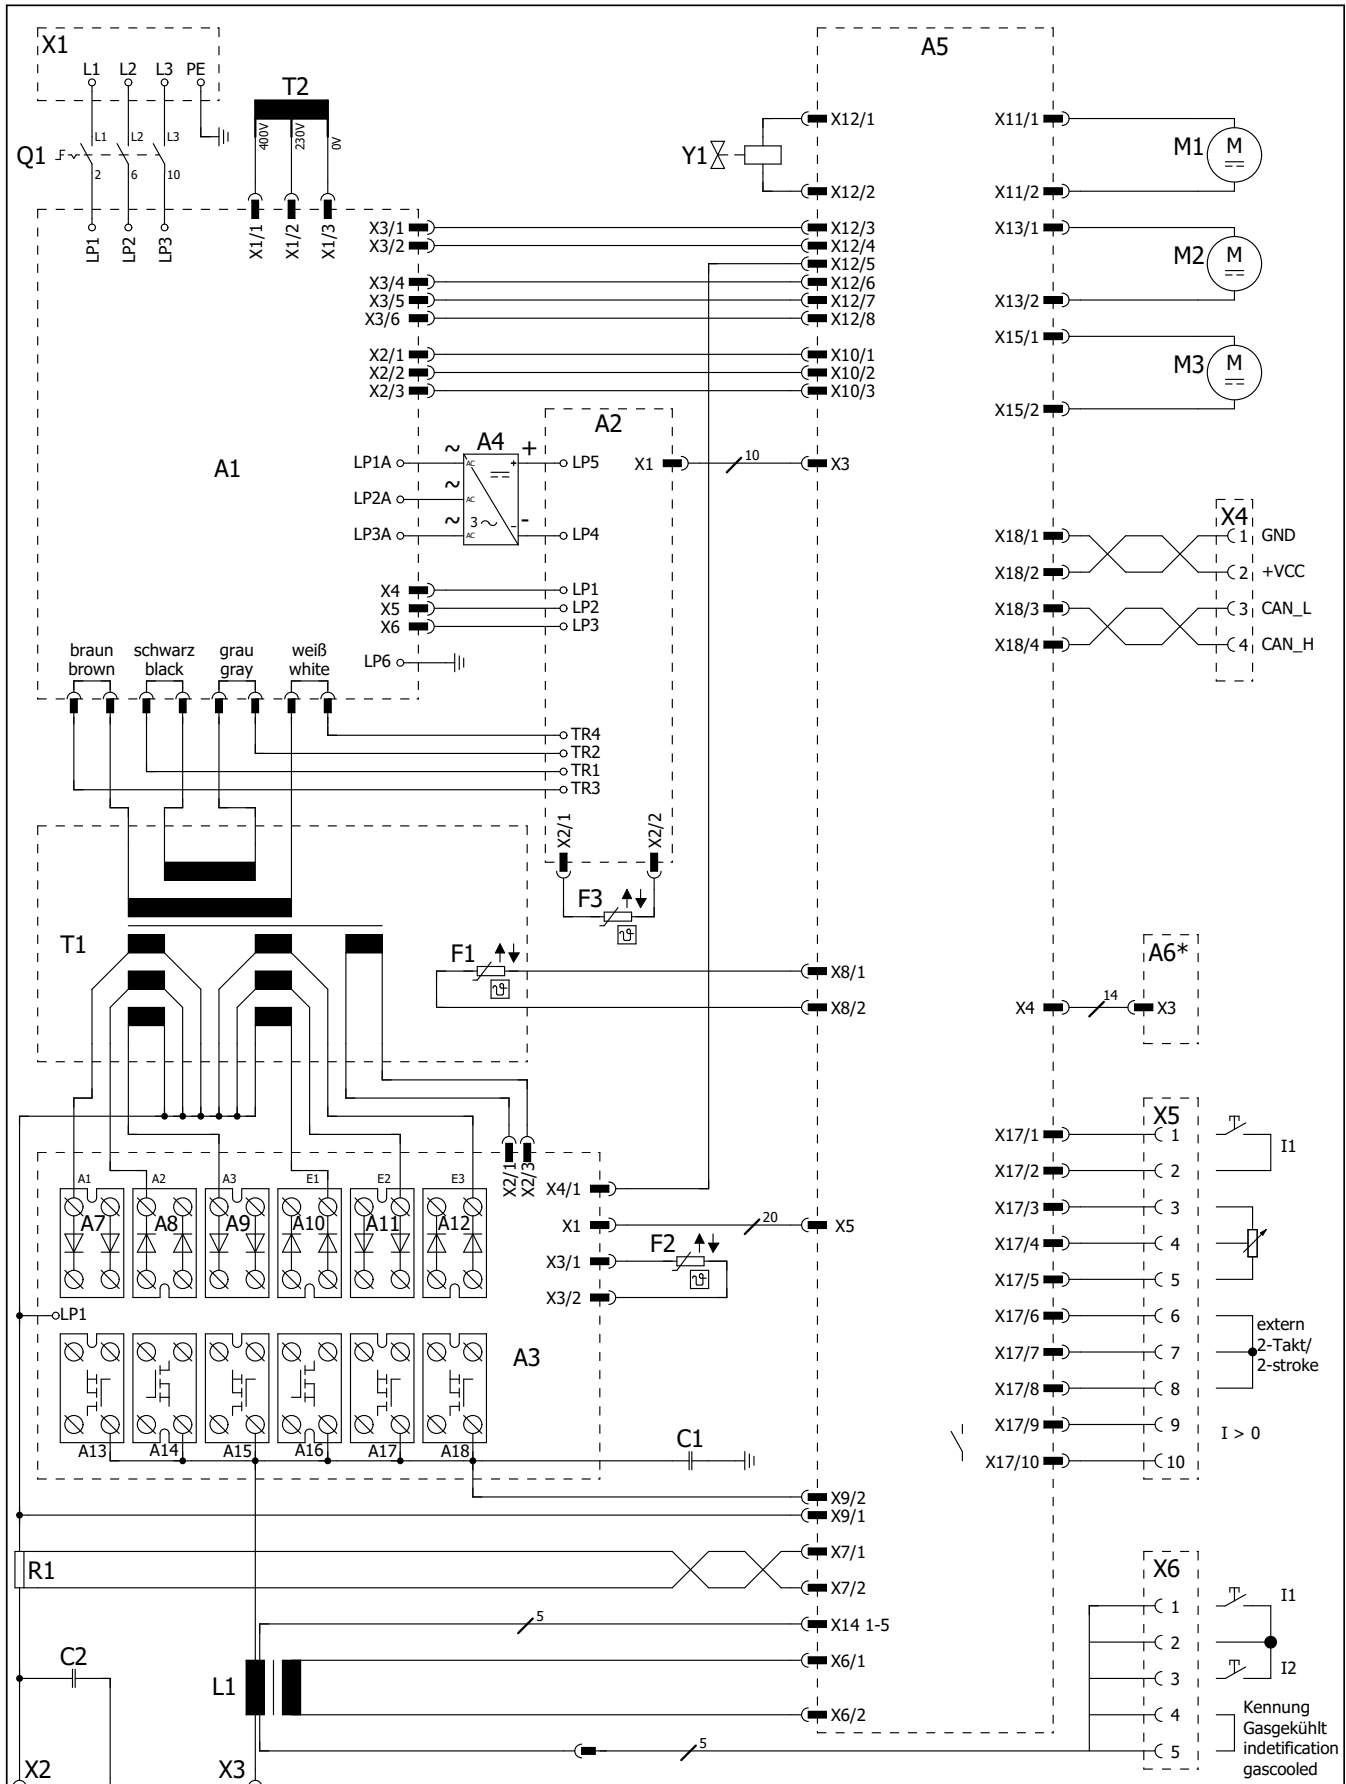 X1
L1 L2 L3 PE
T2
400V 230V 0V
Q1
L1 L2 L3
2 6 10
LP1 LP2 LP3
X1/1 X1/2 X1/3
A5
Y1
X12/1
X12/2
X11/1
X11/2
M1
M
X3/1 X12/3 X13/1
X3/2 X12/4
X12/5
M2
M
X3/4 X12/6
X3/5 X12/7 X13/2
X3/6 X12/8
X15/1
X2/1 X10/1
X2/2 X10/2
X2/3 X10/3
M3
M
X15/2
A1
A2
LP1A ~ AC A4 + + LP5
LP2A ~ AC
LP3A ~ AC 3 ~ - - LP4
X1 10 X3
X4 LP1
X5 LP2
X6 LP3
LP6
X4
X18/1 1 GND
X18/2 2 +VCC
X18/3 3 CAN_L
X18/4 4 CAN_H
braun
brown
schwarz
black
grau
gray
weiß
white
TR4
TR2
TR1
TR3
X2/1 X2/2
F3
ϑ
T1
F1
ϑ
X8/1
X8/2
A6*
X4 14 X3
X2/1 X2/3
A1 A2 A3 E1 E2 E3
A7 A8 A9 A10 A11 A12
X4/1
X1 20 X5
X3/1 F2
ϑ
X3/2
LP1
A3
A13 A14 A15 A16 A17 A18
C1
X5
X17/1 1
X17/2 2
I1
X17/3 3
X17/4 4
X17/5 5
X17/6 6
X17/7 7
X17/8 8
extern
2-Takt/
2-stroke
X17/9 9
I > 0
X17/10 10
X9/2
X9/1
R1
X7/1
X7/2
5 X14 1-5
C2
L1
X6/1
X6/2
5
X6
1 I1
2
3 I2
4
5
Kennung
Gasgekühlt
indetification
gascooled
X2 X3